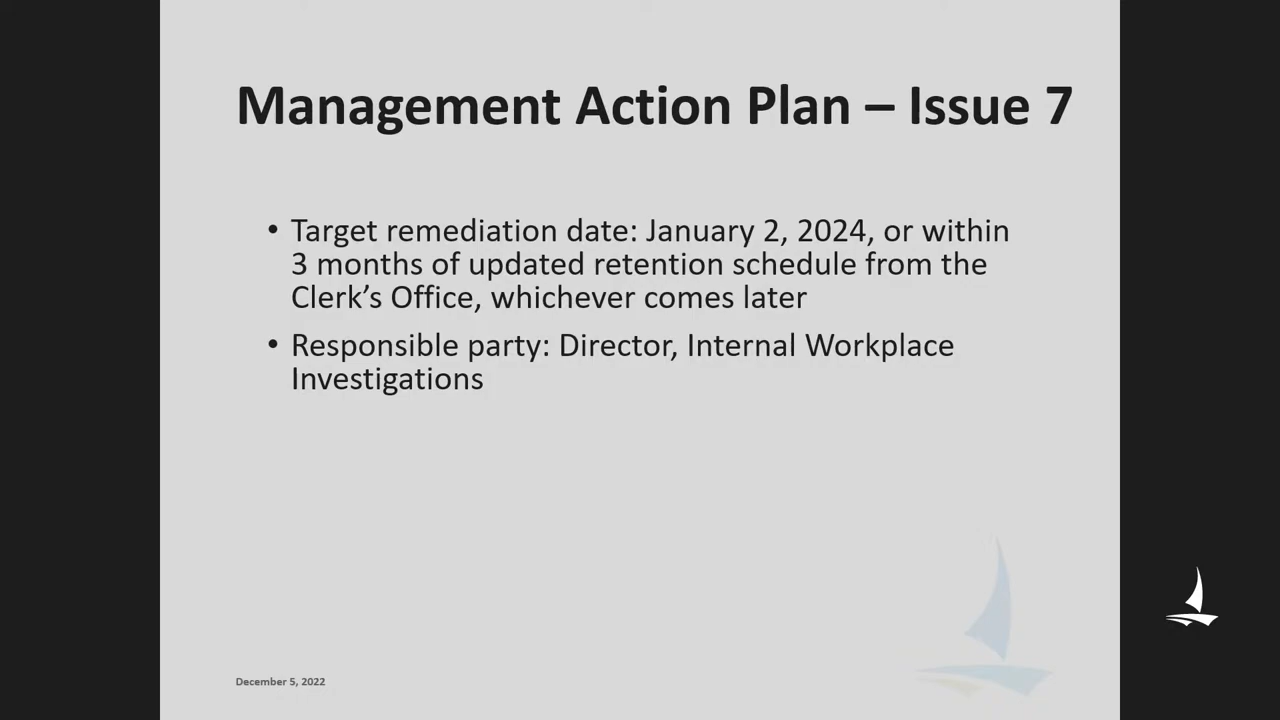 Management Action Plan – Issue 7
• Target remediation date: January 2, 2024, or within
3 months of updated retention schedule from the
Clerk’s Office, whichever comes later
• Responsible party: Director, Internal Workplace
Investigations
December 5, 2022